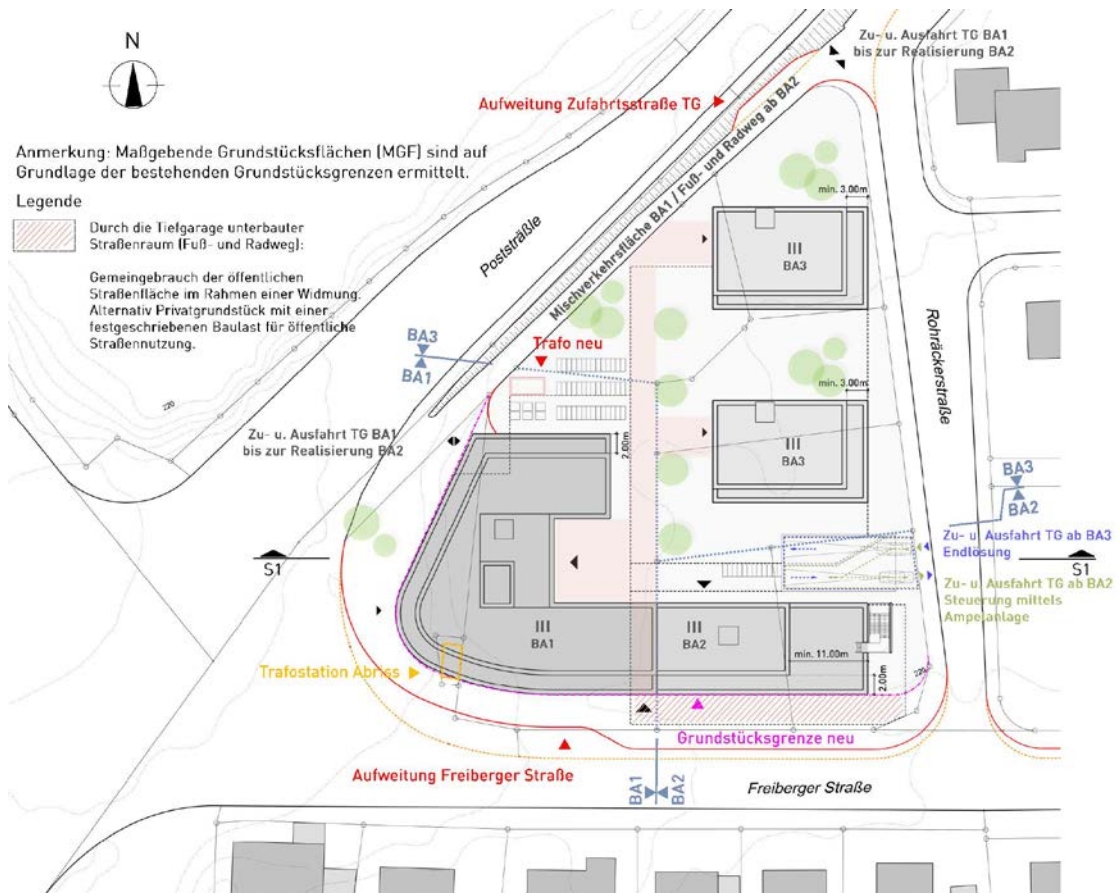 N
Zu- u. Ausfahrt TG BA1
bis zur Realisierung BA2
Aufweitung Zufahrtsstraße TG
Anmerkung: Maßgebende Grundstücksflächen (MGF) sind auf
Grundlage der bestehenden Grundstücksgrenzen ermittelt.
Legende
Durch die Tiefgarage unterbauter
Straßenraum (Fuß- und Radweg):
Gemeingebrauch der öffentlichen
Straßenfläche im Rahmen einer Widmung.
Alternativ Privatgrundstück mit einer
festgeschriebenen Baulast für öffentliche
Straßennutzung.
Poststräßle
Mischverkehrsfläche BA1 / Fuß- und Radweg ab BA2
min. 3.00m
III
BA3
Rohräckerstraße
BA3
BA1
Trafo neu
min. 3.00m
220
Zu- u. Ausfahrt TG BA1
bis zur Realisierung BA2
2.00m
III
BA3
BA3
BA2
Zu- u. Ausfahrt TG ab BA3
Endlösung
S1
S1
Zu- u. Ausfahrt TG ab BA2
Steuerung mittels
Ampelanlage
III
BA1
III
BA2
min. 11.00m
2.00m
220
Trafostation Abriss
Grundstücksgrenze neu
Aufweitung Freiberger Straße
BA1
BA2
Freiberger Straße